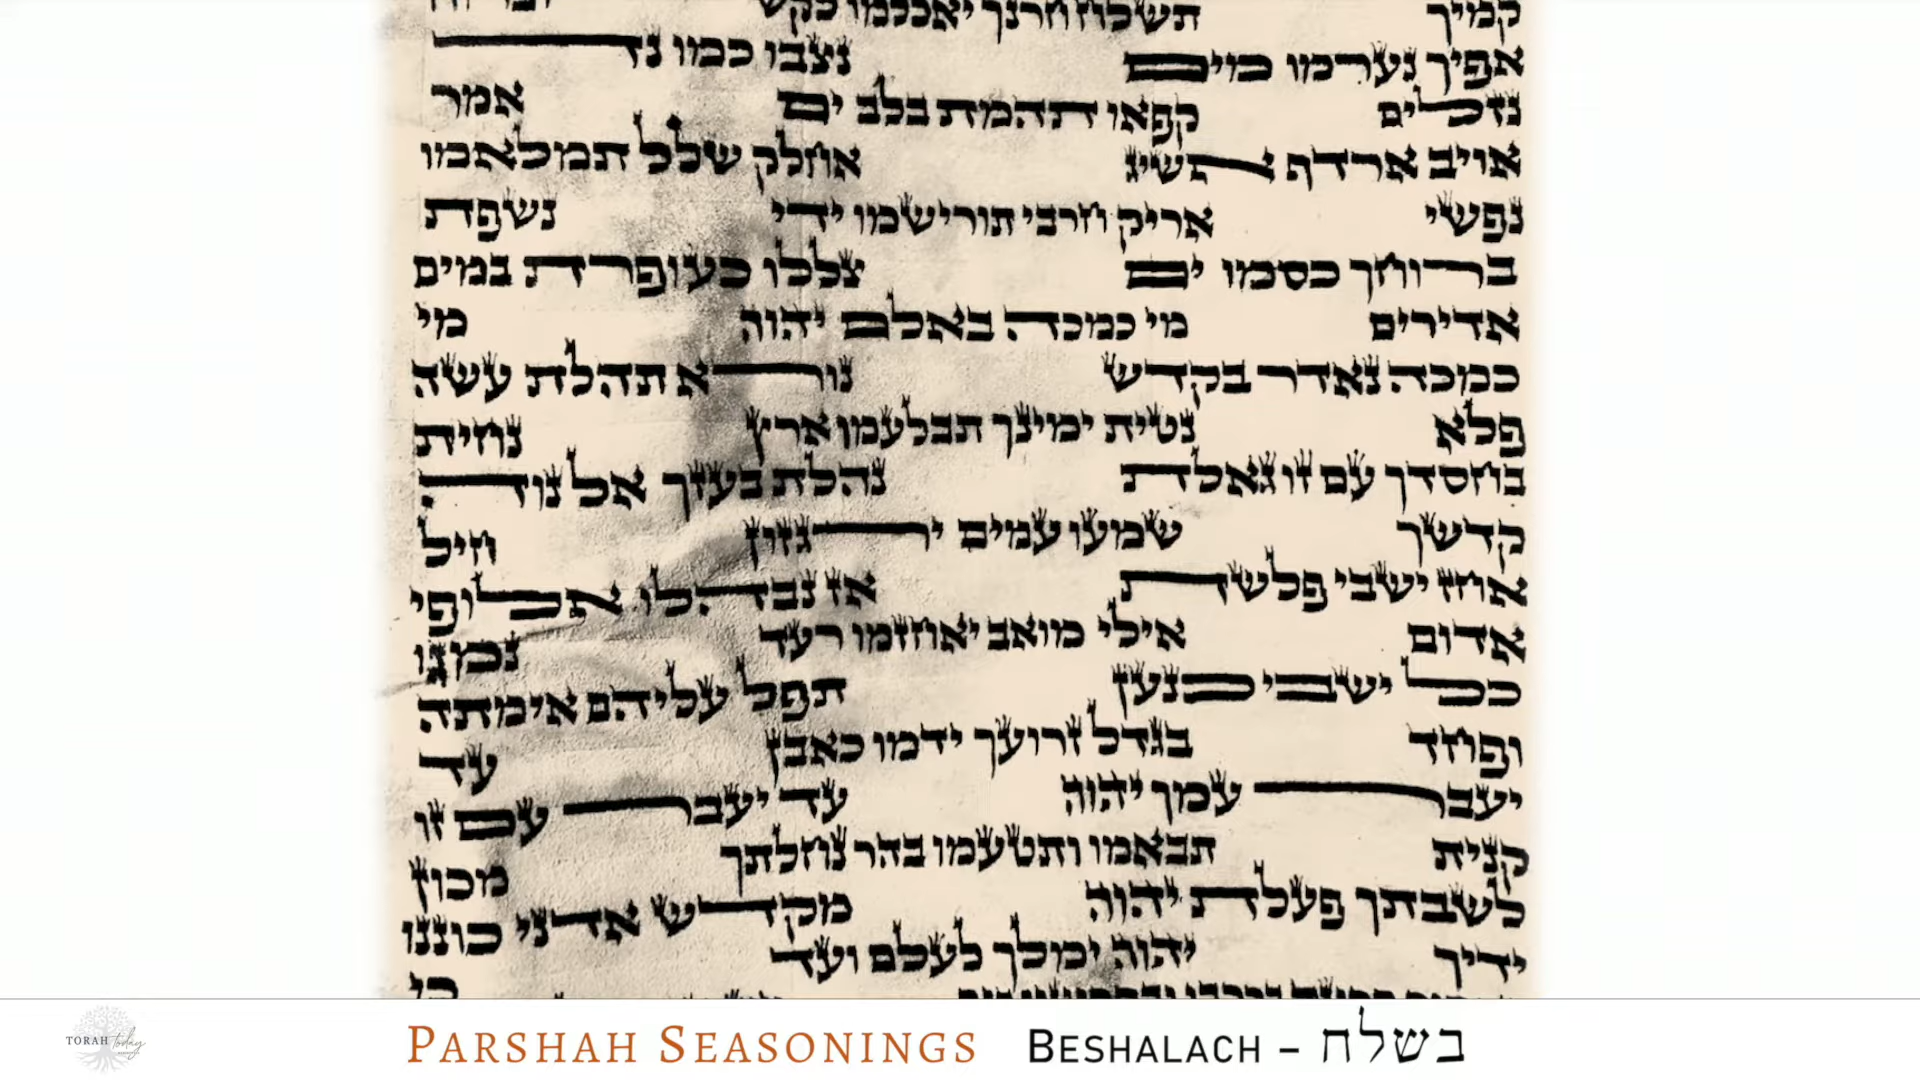 קמיך תשלח חרנך יאכלמו כקש
אפיך נערמו מים נצבו כמו נד
נזלים קפאו תהמת בלב ים אמר
אויב ארדף אשיג אחלק שלל תמלאמו
נפשי אריק חרבי תורישמו ידי נשפת
ברוחך כסמו ים צללו כעופרת במים
אדירים מי כמכה באלם יהוה מי
כמכה נאדר בקדש נורא תהלת עשה
פלא נטית ימינך תבלעמו ארץ נחית
בחסדך עם זו גאלת נהלת בעזך אל נוה
קדשך שמעו עמים ירגזון חיל
אחז ישבי פלשת אז נבהלו אלופי
אדום אילי מואב יאחזמו רעד נמגו
כל ישבי כנען תפל עליהם אימתה
ופחד בגדל זרועך ידמו כאבן עד
יעבר עמך יהוה עד יעבר עם זו
קנית תבאמו ותטעמו בהר נחלתך מכון
לשבתך פעלת יהוה מקדש אדני כוננו
ידיך יהוה ימלך לעלם ועד כי
TORAH today
PARSHAH SEASONINGS BESHALACH – בשלח